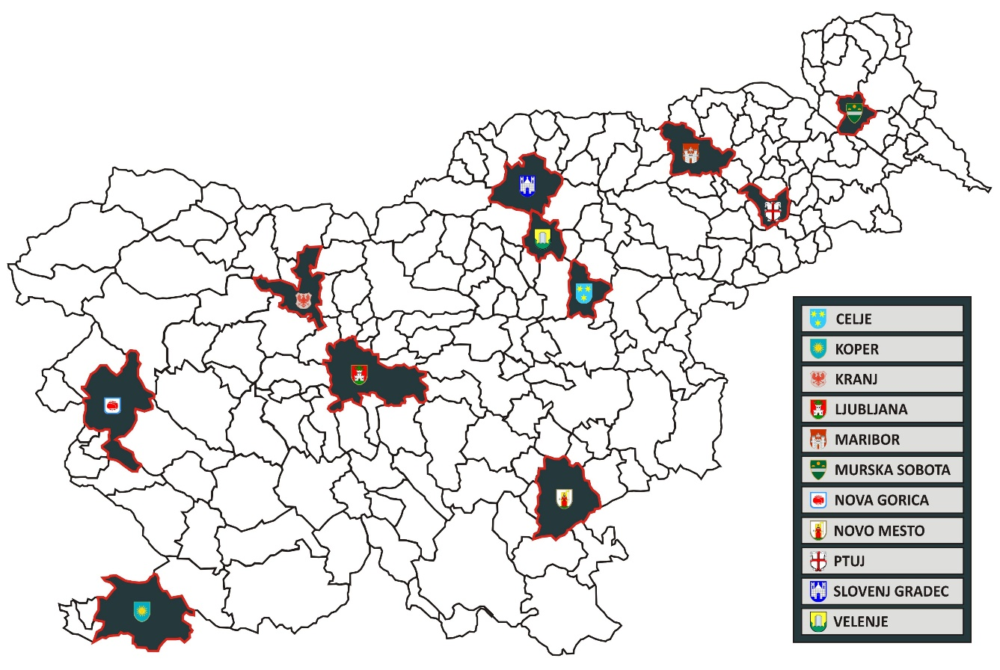 CELJE
KOPER
KRANJ
LJUBLJANA
MARIBOR
MURSKA SOBOTA
NOVA GORICA
NOVO MESTO
PTUJ
SLOVENJ GRADEC
VELENJE